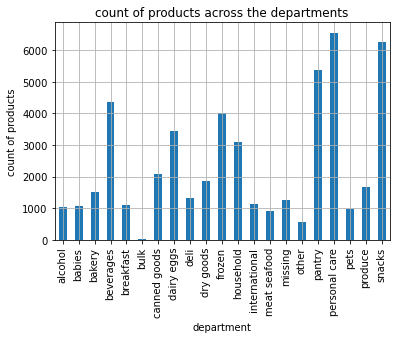 count of products across the departments
count of products
6000
5000
4000
3000
2000
1000
0
alcohol
babies
bakery
beverages
breakfast
bulk
canned goods
dairy eggs
deli
dry goods
frozen
household
international
meat seafood
missing
other
pantry
personal care
pets
produce
snacks
department